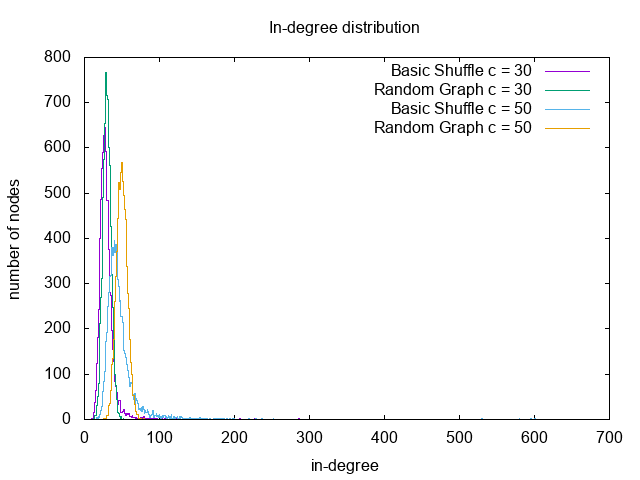 In-degree distribution
800
700
600
500
400
300
200
100
0
number of nodes
Basic Shuffle c = 30
Random Graph c = 30
Basic Shuffle c = 50
Random Graph c = 50
0 100 200 300 400 500 600 700
in-degree